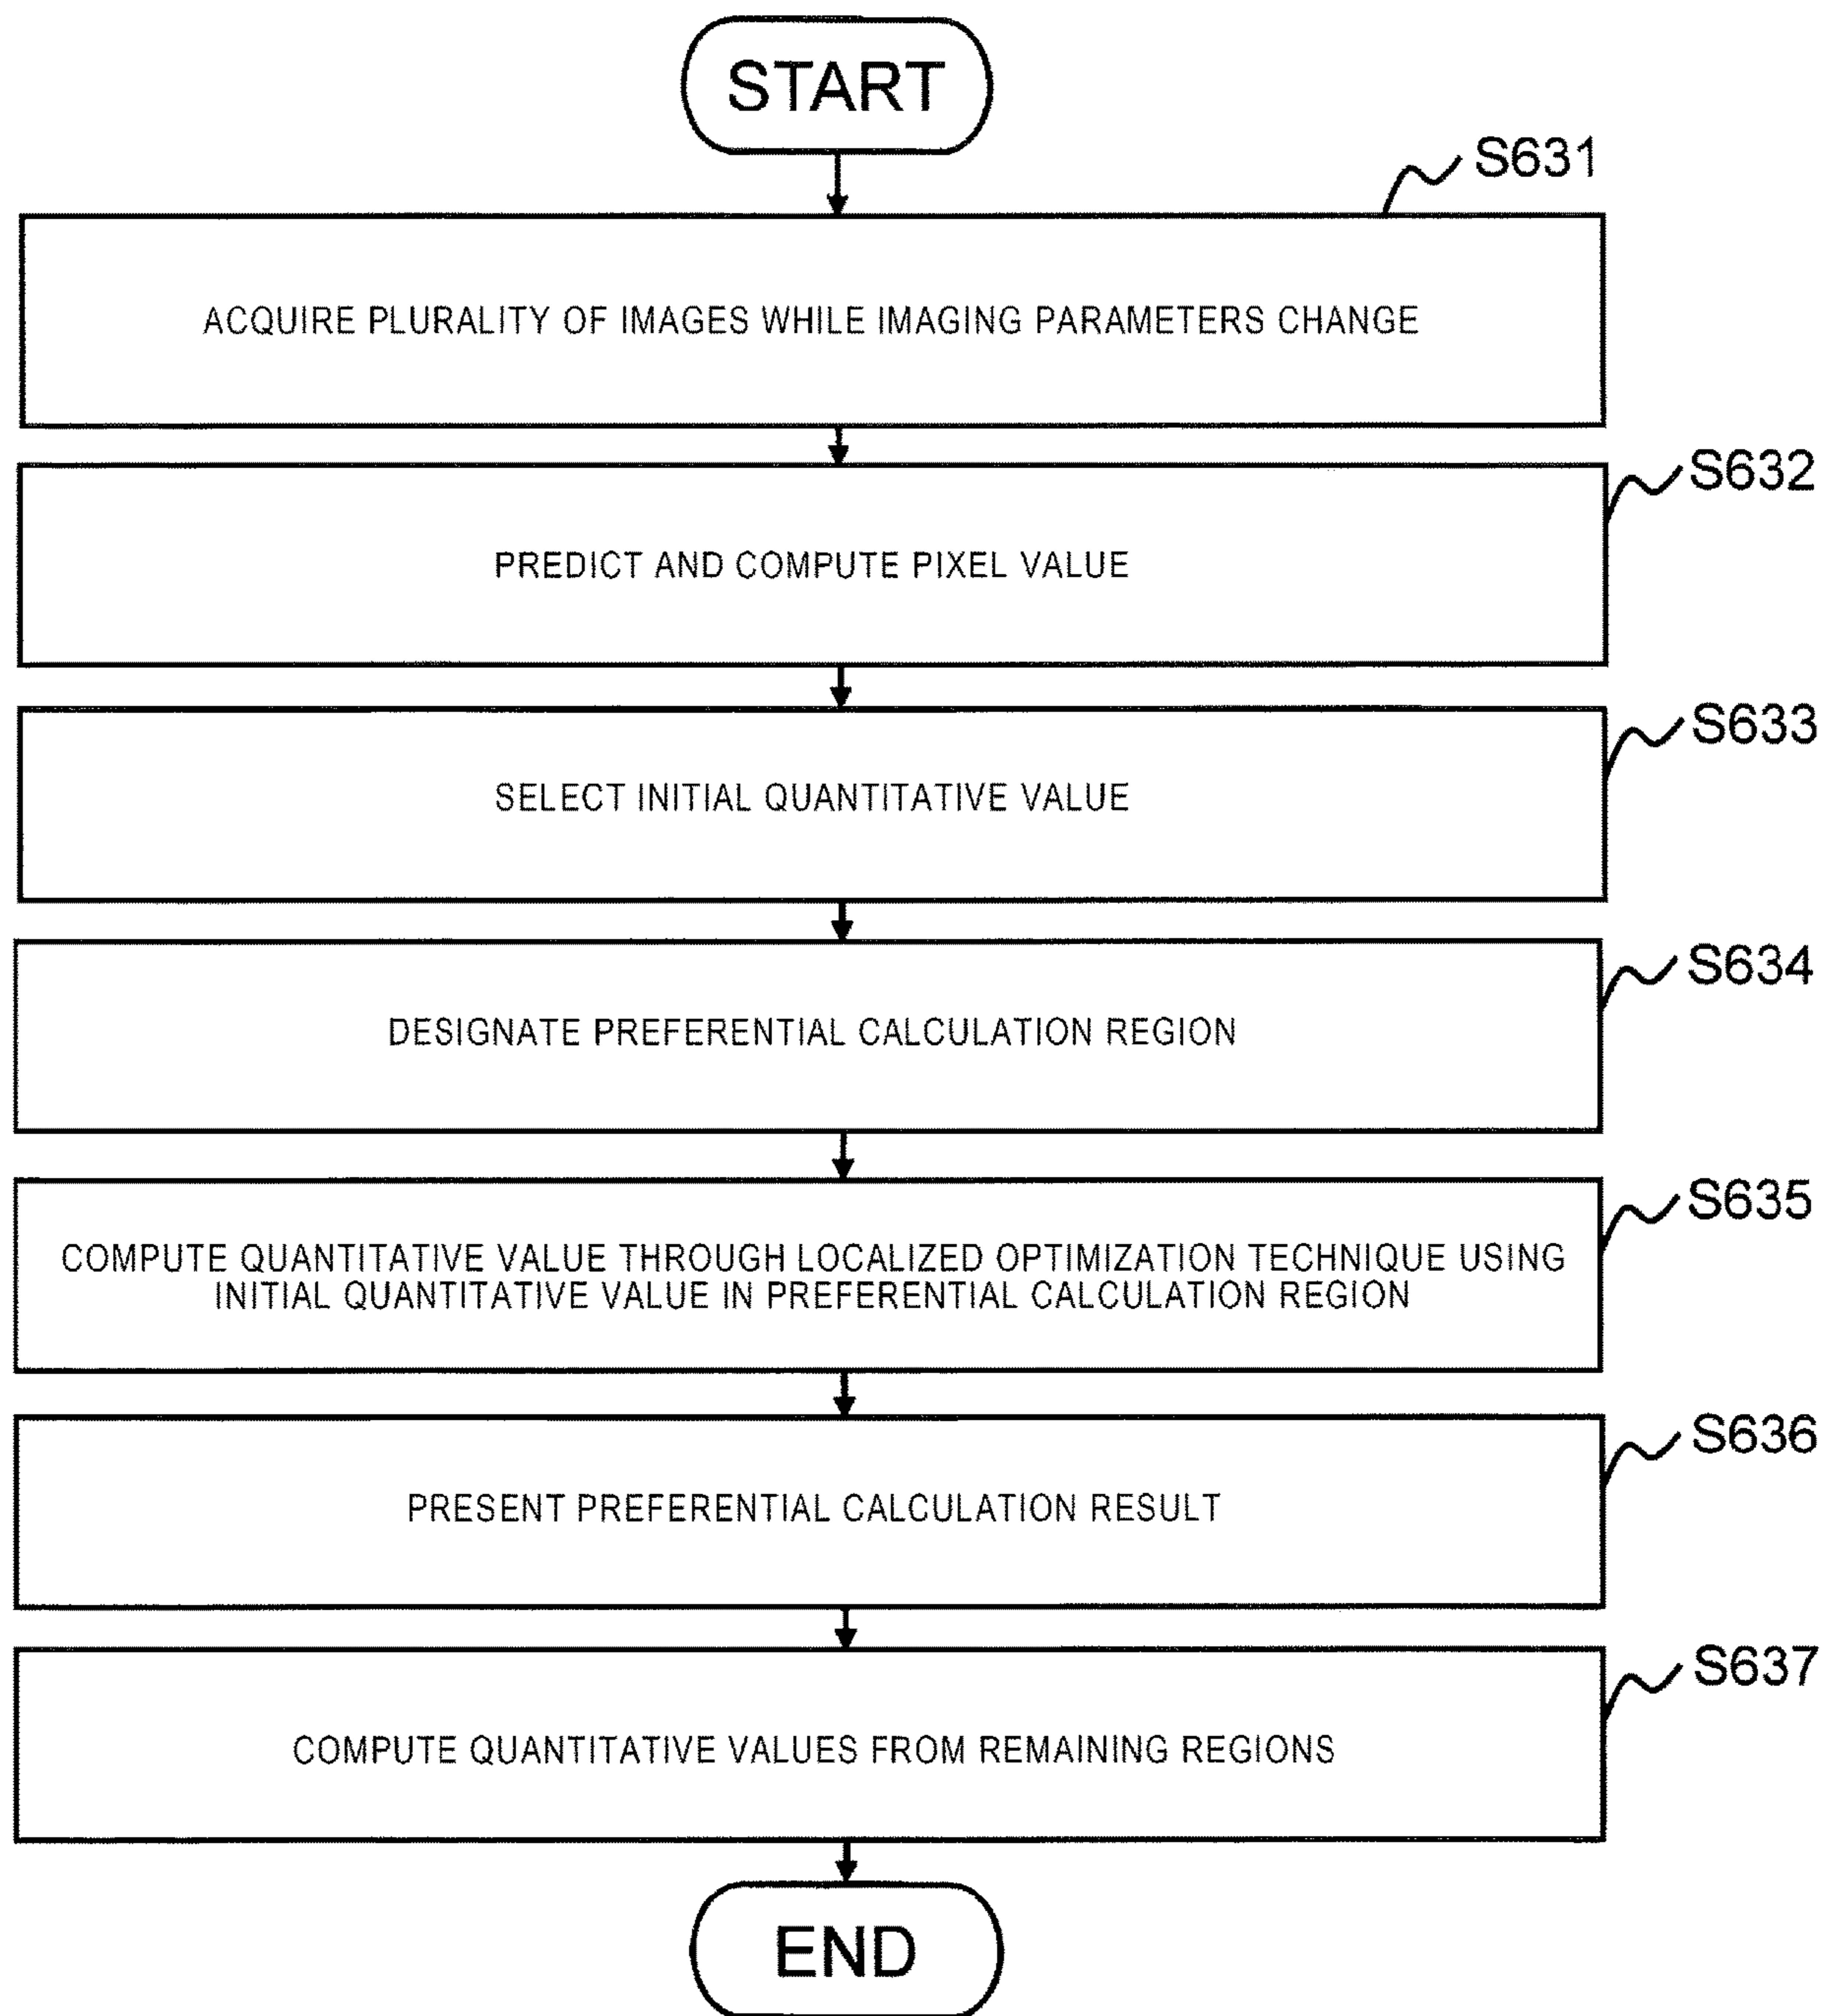 START
S631
ACQUIRE PLURALITY OF IMAGES WHILE IMAGING PARAMETERS CHANGE
S632
PREDICT AND COMPUTE PIXEL VALUE
S633
SELECT INITIAL QUANTITATIVE VALUE
S634
DESIGNATE PREFERENTIAL CALCULATION REGION
S635
COMPUTE QUANTITATIVE VALUE THROUGH LOCALIZED OPTIMIZATION TECHNIQUE USING
INITIAL QUANTITATIVE VALUE IN PREFERENTIAL CALCULATION REGION
S636
PRESENT PREFERENTIAL CALCULATION RESULT
S637
COMPUTE QUANTITATIVE VALUES FROM REMAINING REGIONS
END